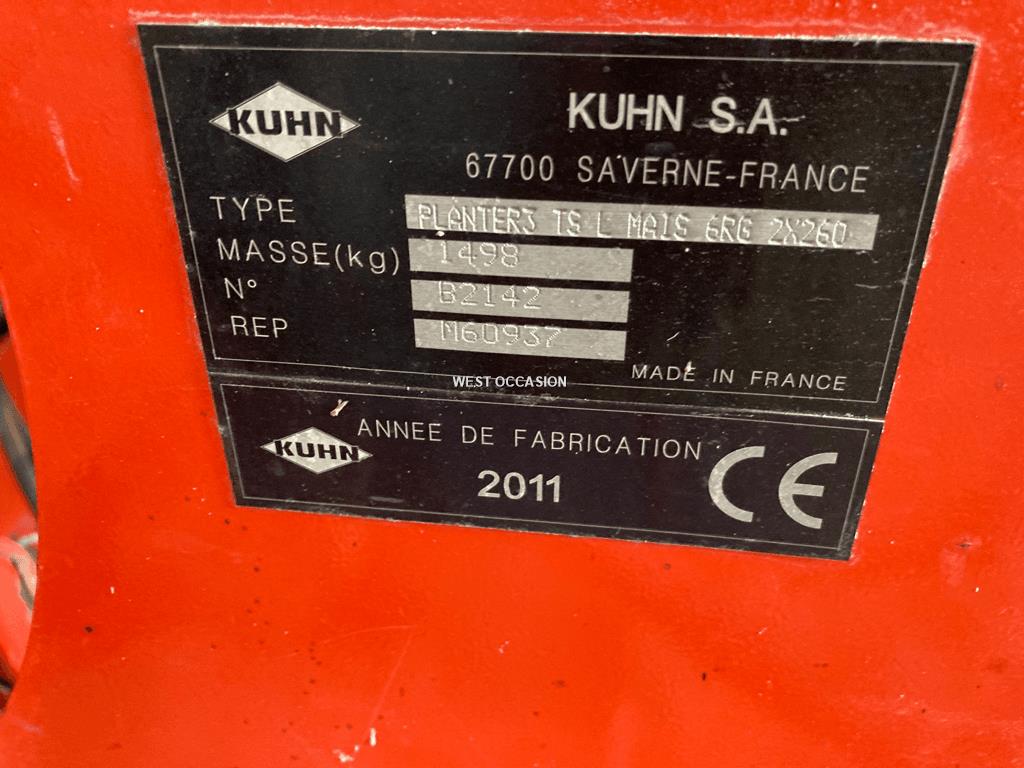 KUHN
KUHN S.A.
67700 SAVERNE-FRANCE
TYPE PLANTER3 TS L MAIS 6RG 2X260
MASSE(kg) 1498
N° B2142
REP M60937
MADE IN FRANCE
WEST OCCASION
KUHN
ANNEE DE FABRICATION
2011
CE